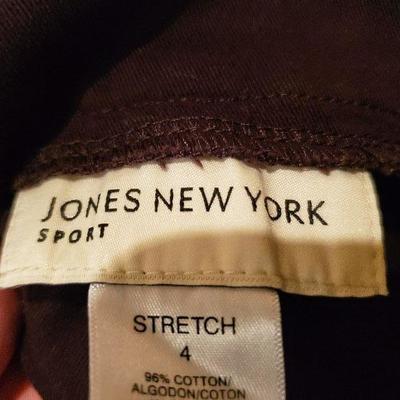 JONES NEW YORK
SPORT
STRETCH
4
96% COTTON/
ALGODON/COTON